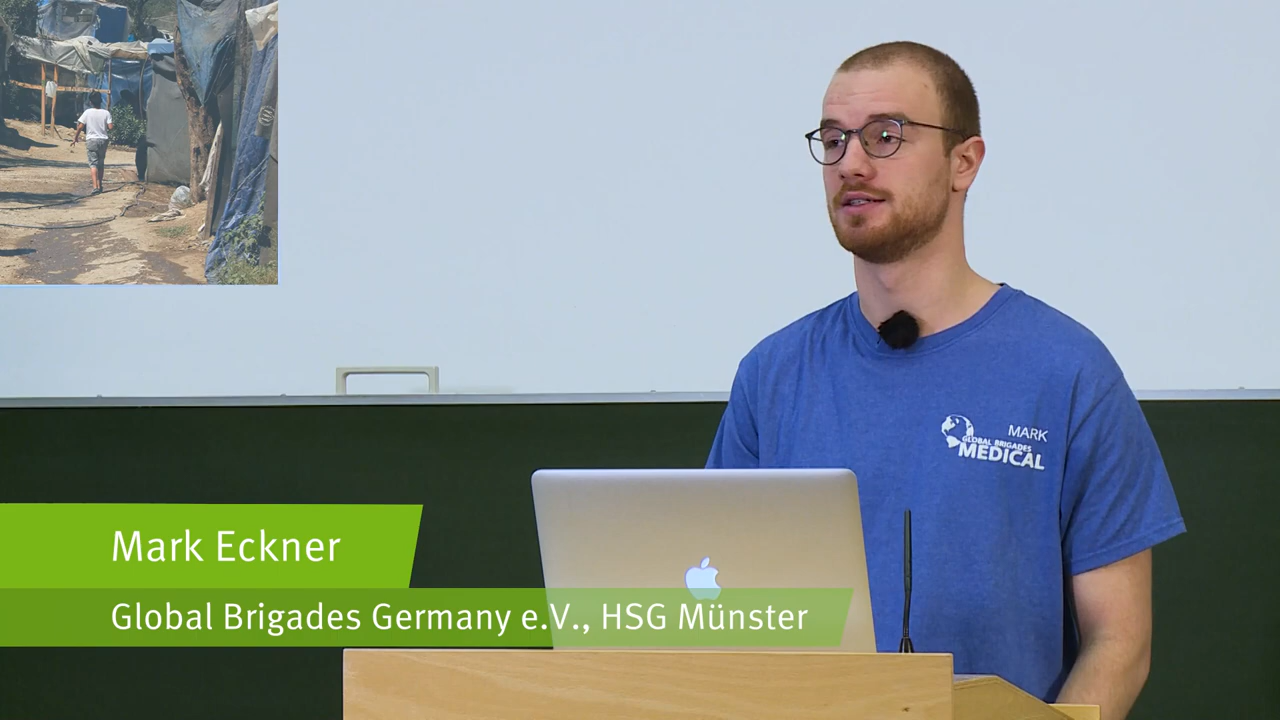 MARK
GLOBAL BRIGADES
MEDICAL
Mark Eckner
Global Brigades Germany e.V., HSG Münster